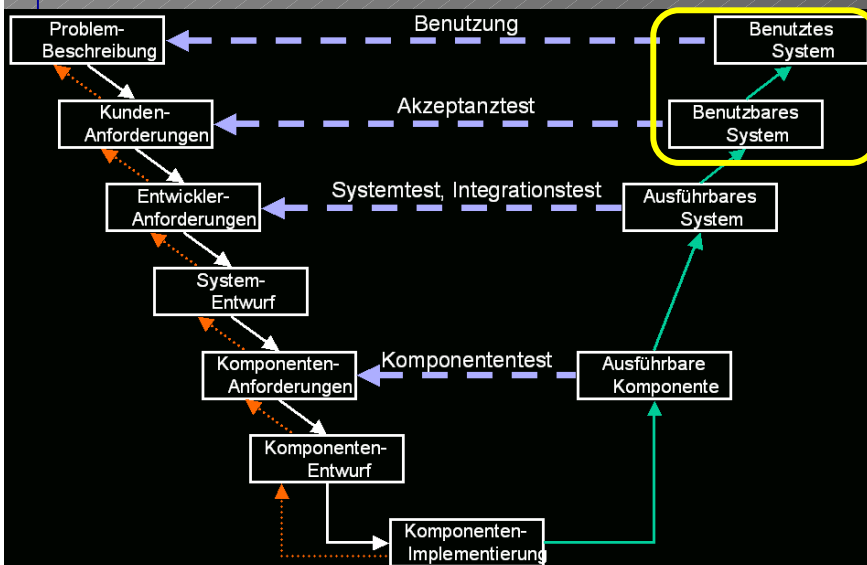 Problem-
Beschreibung
Benutzung
Benutztes
System
Kunden-
Anforderungen
Akzeptanztest
Benutzbares
System
Entwickler-
Anforderungen
Systemtest, Integrationstest
Ausführbares
System
System-
Entwurf
Komponenten-
Anforderungen
Komponententest
Ausführbare
Komponente
Komponenten-
Entwurf
Komponenten-
Implementierung